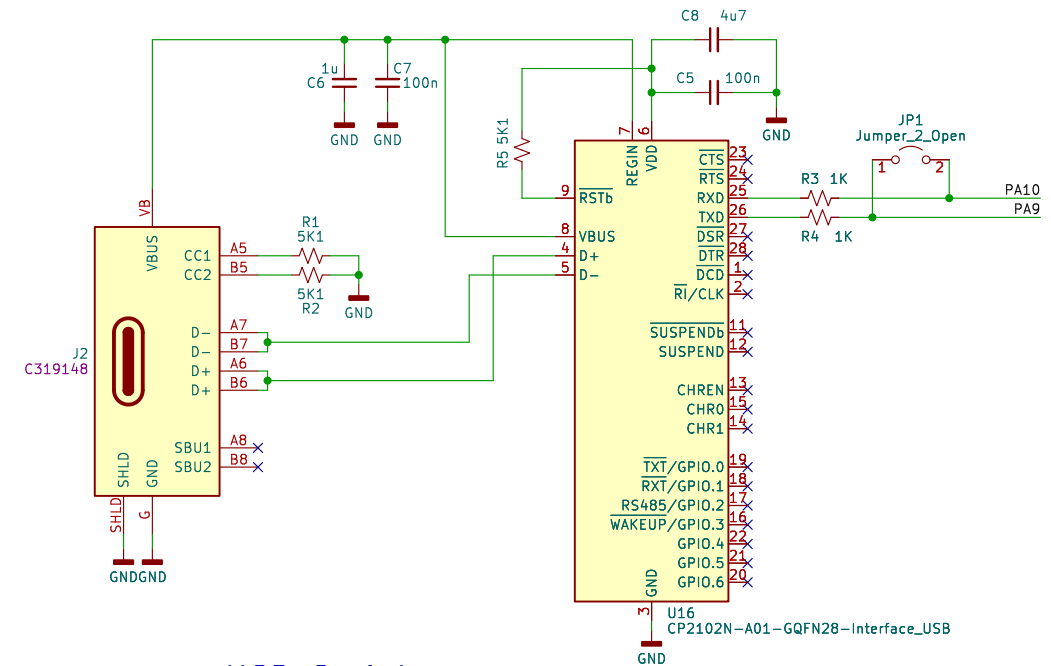 C8 4u7
1u
C6
C7
100n
C5 100n
GND
GND
GND
JP1
Jumper_2_Open
1 2
R5 5K1
7 6
REGIN
VDD
CTS 23
RTS 24
9 RSTb
RXD 25
R3 1K
PA10
TXD 26
R4 1K
PA9
8 VBUS
DSR 27
4 D+
DTR 28
5 D-
DCD 1
RI/CLK 2
SUSPENDb 11
SUSPEND 12
CHREN 13
CHR0 15
CHR1 14
TXT/GPIO.0 19
RXT/GPIO.1 18
RS485/GPIO.2 17
WAKEUP/GPIO.3 16
GPIO.4 22
GPIO.5 21
GPIO.6 20
GND
3
U16
CP2102N-A01-GQFN28-Interface_USB
GND
VB
VBUS
CC1 A5
CC2 B5
R1
5K1
5K1
R2
GND
D- A7
D- B7
D+ A6
D+ B6
J2
C319148
SBU1 A8
SBU2 B8
SHLD
GND
SHLD
G
GND
GND